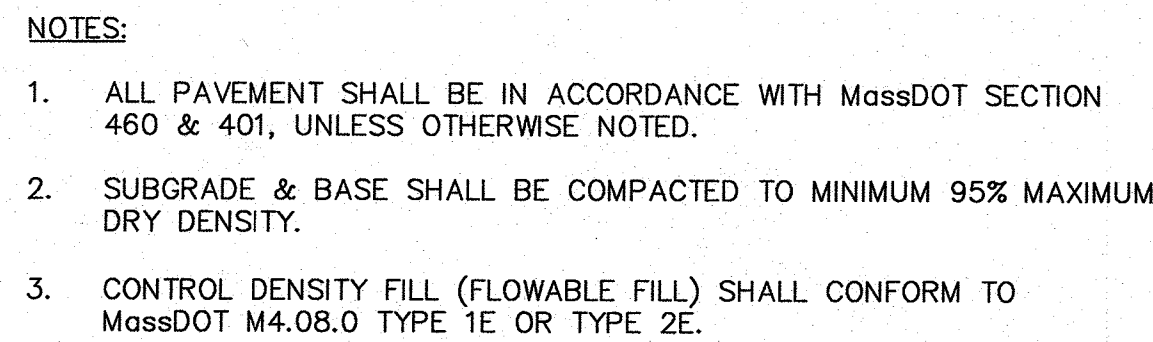 NOTES:
1. ALL PAVEMENT SHALL BE IN ACCORDANCE WITH MassDOT SECTION
460 & 401, UNLESS OTHERWISE NOTED.
2. SUBGRADE & BASE SHALL BE COMPACTED TO MINIMUM 95% MAXIMUM
DRY DENSITY.
3. CONTROL DENSITY FILL (FLOWABLE FILL) SHALL CONFORM TO
MassDOT M4.08.0 TYPE 1E OR TYPE 2E.